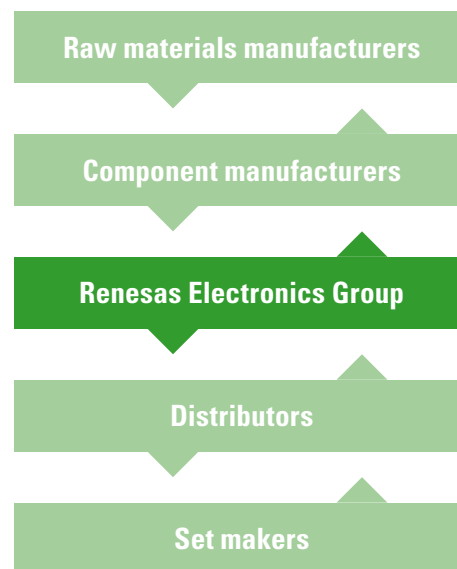 Raw materials manufacturers
Component manufacturers
Renesas Electronics Group
Distributors
Set makers